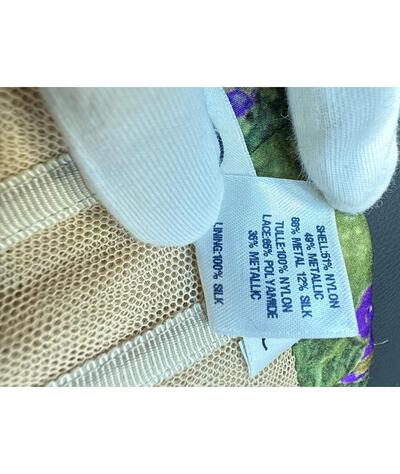 SHELL:51% NYLON
49% METALLIC
88% METAL 12% SILK
TULLE:100% NYLON
LACE:65% POLYAMIDE
35% METALLIC
LINING:100% SILK